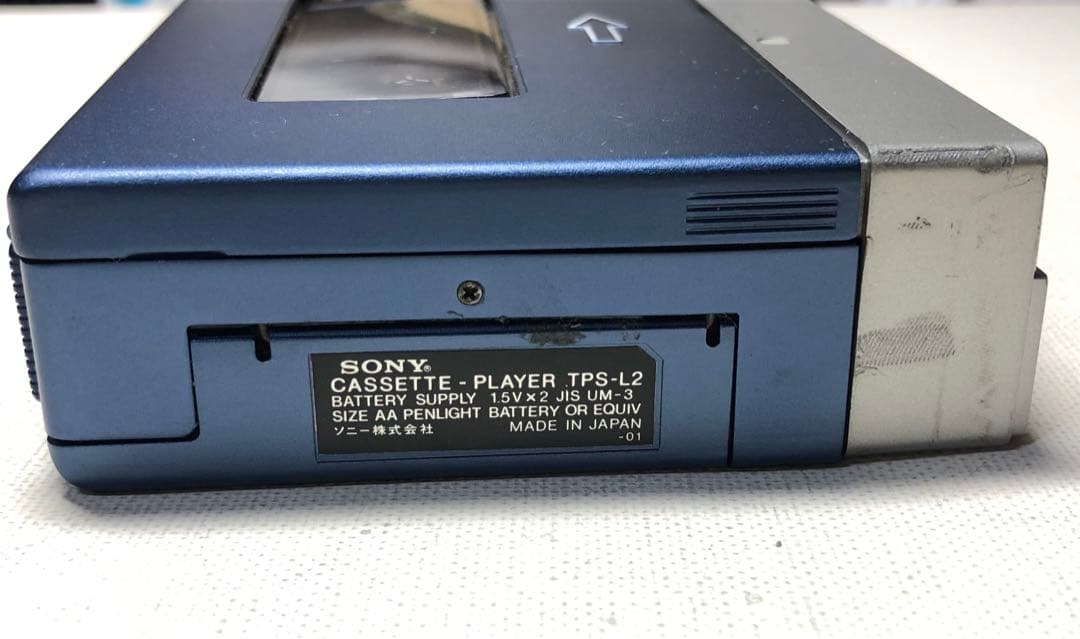 SONY®
CASSETTE - PLAYER TPS-L2
BATTERY SUPPLY 1.5V×2 JIS UM-3
SIZE AA PENLIGHT BATTERY OR EQUIV
ソニー株式会社 MADE IN JAPAN
-01